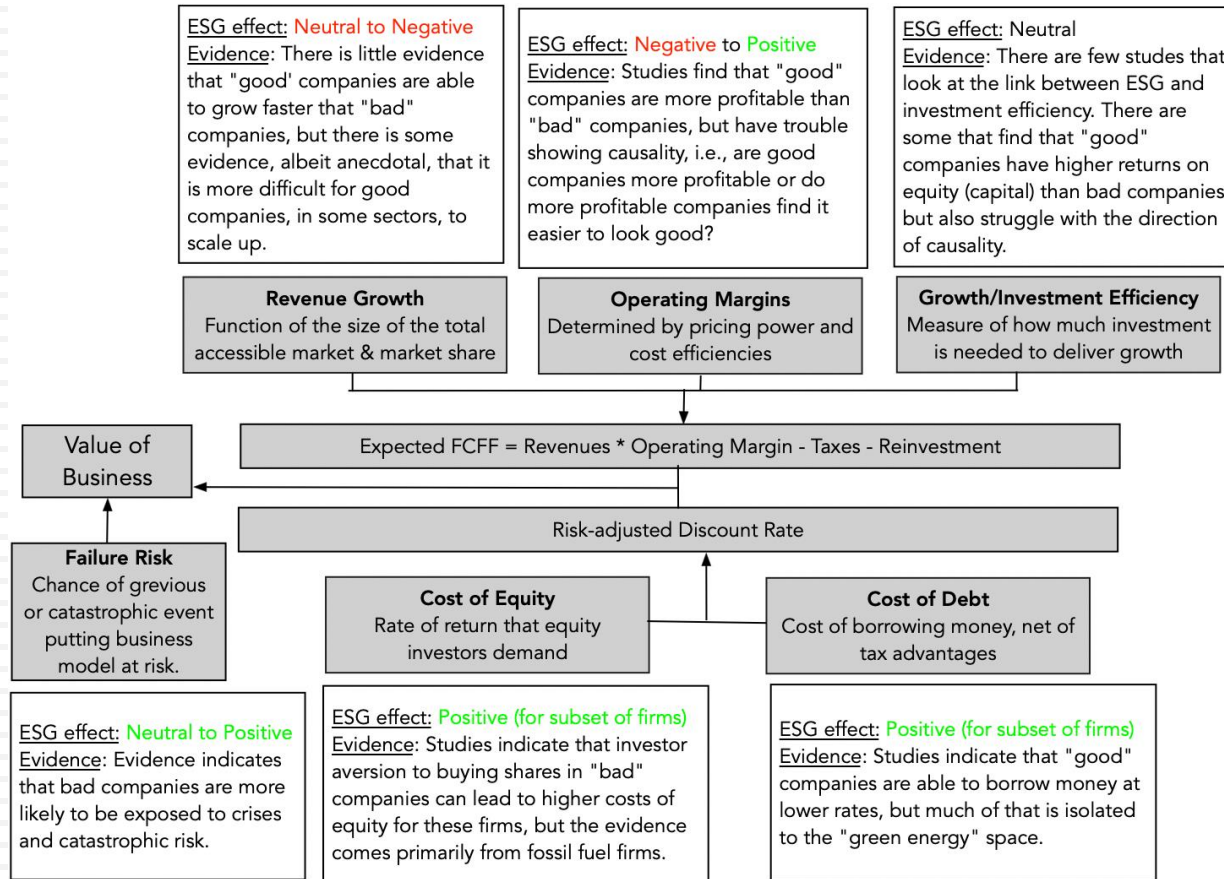 ESG effect: Neutral to Negative
Evidence: There is little evidence
that "good' companies are able
to grow faster that "bad"
companies, but there is some
evidence, albeit anecdotal, that it
is more difficult for good
companies, in some sectors, to
scale up.
ESG effect: Negative to Positive
Evidence: Studies find that "good"
companies are more profitable than
"bad" companies, but have trouble
showing causality, i.e., are good
companies more profitable or do
more profitable companies find it
easier to look good?
ESG effect: Neutral
Evidence: There are few studes that
look at the link between ESG and
investment efficiency. There are
some that find that "good"
companies have higher returns on
equity (capital) than bad companies
but also struggle with the direction
of causality.
Revenue Growth
Function of the size of the total
accessible market & market share
Operating Margins
Determined by pricing power and
cost efficiencies
Growth/Investment Efficiency
Measure of how much investment
is needed to deliver growth
Value of
Business
Expected FCFF = Revenues * Operating Margin - Taxes - Reinvestment
Risk-adjusted Discount Rate
Failure Risk
Chance of grevious
or catastrophic event
putting business
model at risk.
Cost of Equity
Rate of return that equity
investors demand
Cost of Debt
Cost of borrowing money, net of
tax advantages
ESG effect: Neutral to Positive
Evidence: Evidence indicates
that bad companies are more
likely to be exposed to crises
and catastrophic risk.
ESG effect: Positive (for subset of firms)
Evidence: Studies indicate that investor
aversion to buying shares in "bad"
companies can lead to higher costs of
equity for these firms, but the evidence
comes primarily from fossil fuel firms.
ESG effect: Positive (for subset of firms)
Evidence: Studies indicate that "good"
companies are able to borrow money at
lower rates, but much of that is isolated
to the "green energy" space.